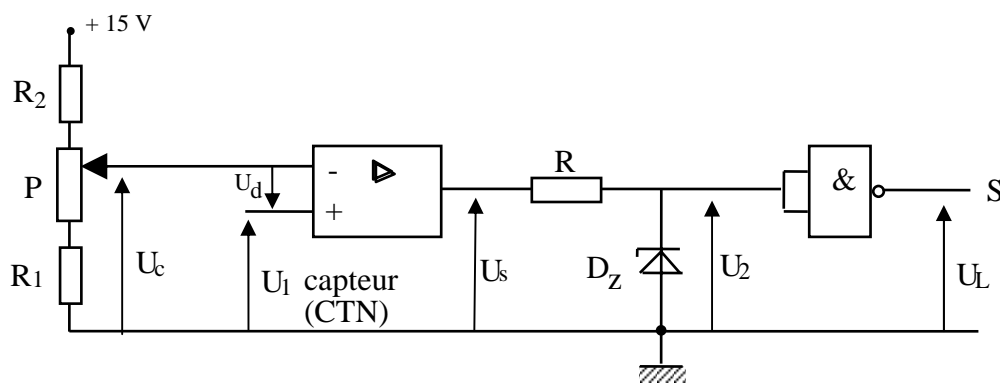 + 15 V
R2
P
R1
Uc
Ud
-
+
U1 capteur
(CTN)
Us
R
DZ
U2
&
S
UL